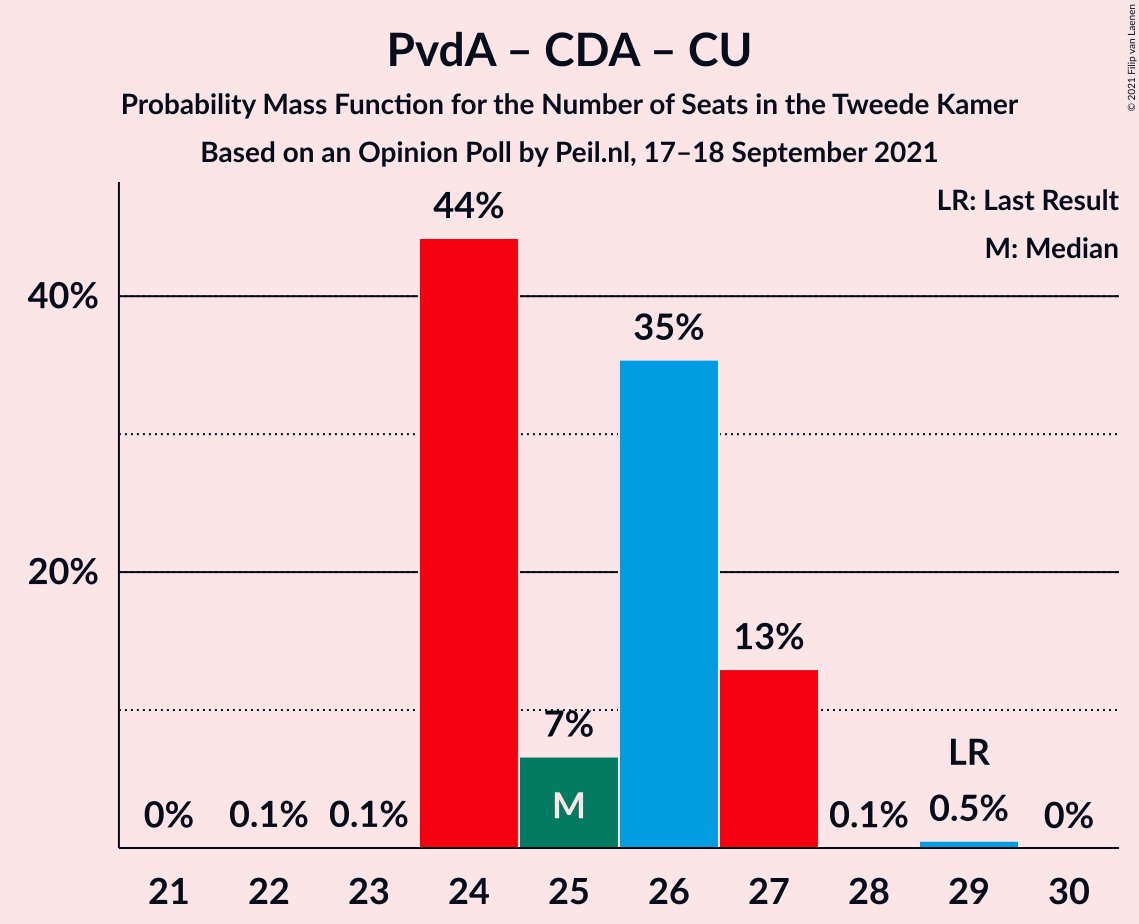 PvdA – CDA – CU
Probability Mass Function for the Number of Seats in the Tweede Kamer
Based on an Opinion Poll by Peil.nl, 17–18 September 2021
© 2021 Filip van Laenen
LR: Last Result
M: Median
40%
20%
0%
0.1%
0.1%
44%
7%
M
35%
13%
0.1%
LR
0.5%
0%
21 22 23 24 25 26 27 28 29 30